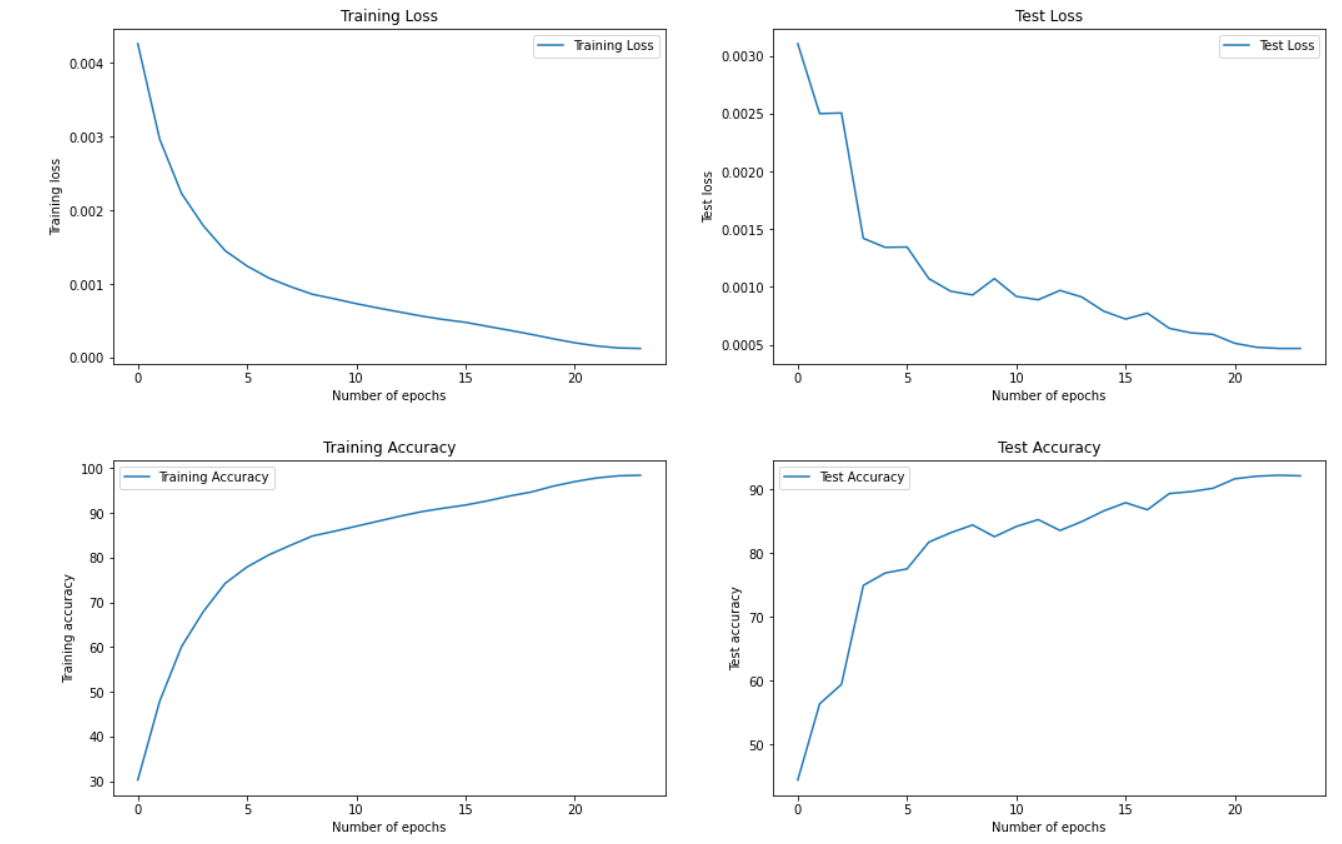 Training Loss
Training Loss
0.004
0.003
0.002
0.001
0.000
Training loss
0 5 10 15 20
Number of epochs
Test Loss
Test Loss
0.0030
0.0025
0.0020
0.0015
0.0010
0.0005
Test loss
0 5 10 15 20
Number of epochs
Training Accuracy
Training Accuracy
100
90
80
70
60
50
40
30
Training accuracy
0 5 10 15 20
Number of epochs
Test Accuracy
Test Accuracy
90
80
70
60
50
Test accuracy
0 5 10 15 20
Number of epochs